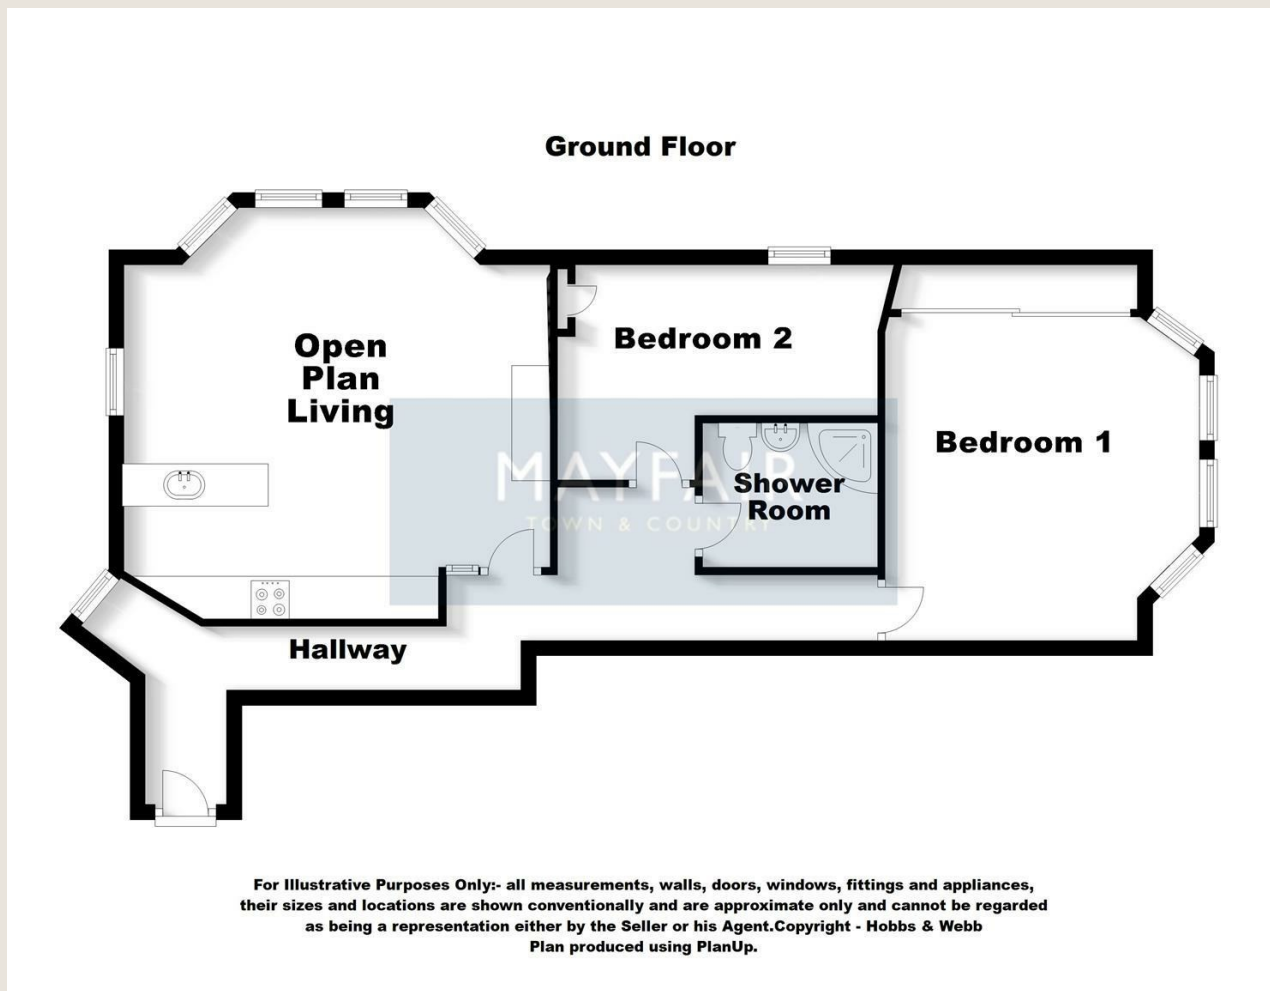 Ground Floor
Open
Plan
Living
Bedroom 2
Bedroom 1
MAYFAIR
TOWN & COUNTRY
Shower
Room
Hallway
For Illustrative Purposes Only:- all measurements, walls, doors, windows, fittings and appliances,
their sizes and locations are shown conventionally and are approximate only and cannot be regarded
as being a representation either by the Seller or his Agent.Copyright - Hobbs & Webb
Plan produced using PlanUp.